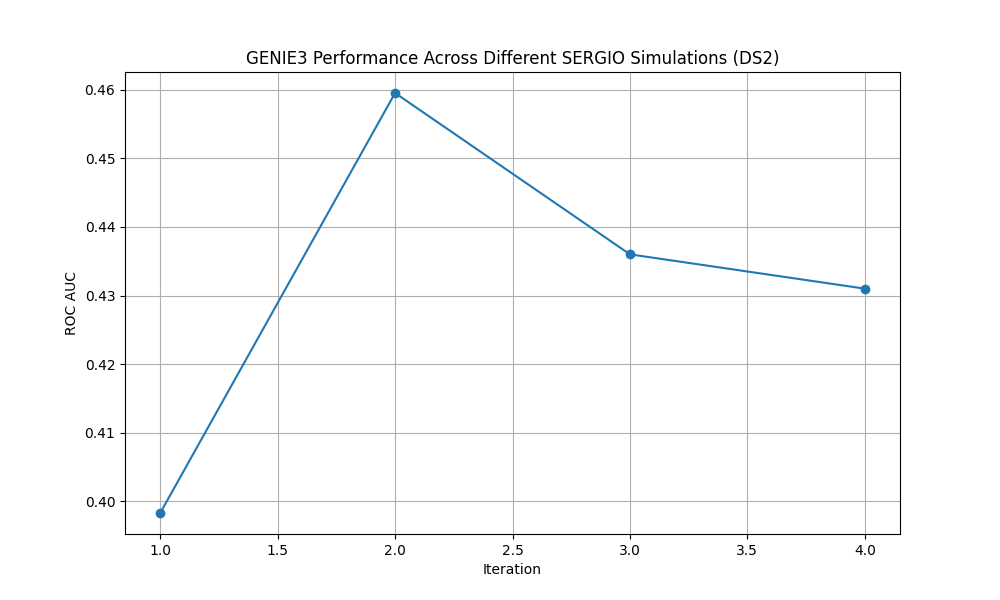 GENIE3 Performance Across Different SERGIO Simulations (DS2)
0.46
0.45
0.44
0.43
0.42
0.41
0.40
ROC AUC
1.0 1.5 2.0 2.5 3.0 3.5 4.0
Iteration